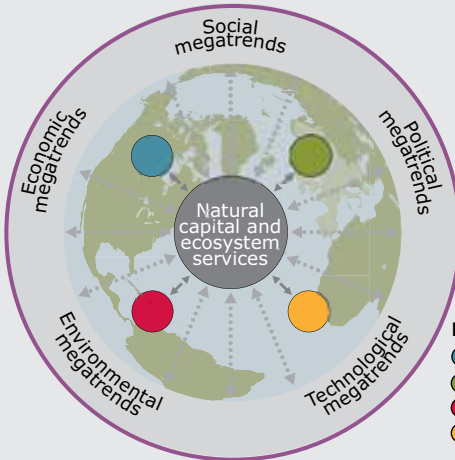 Social
megatrends
Economic
megatrends
Political
megatrends
Natural
capital and
ecosystem
services
Environmental
megatrends
Technological
megatrends